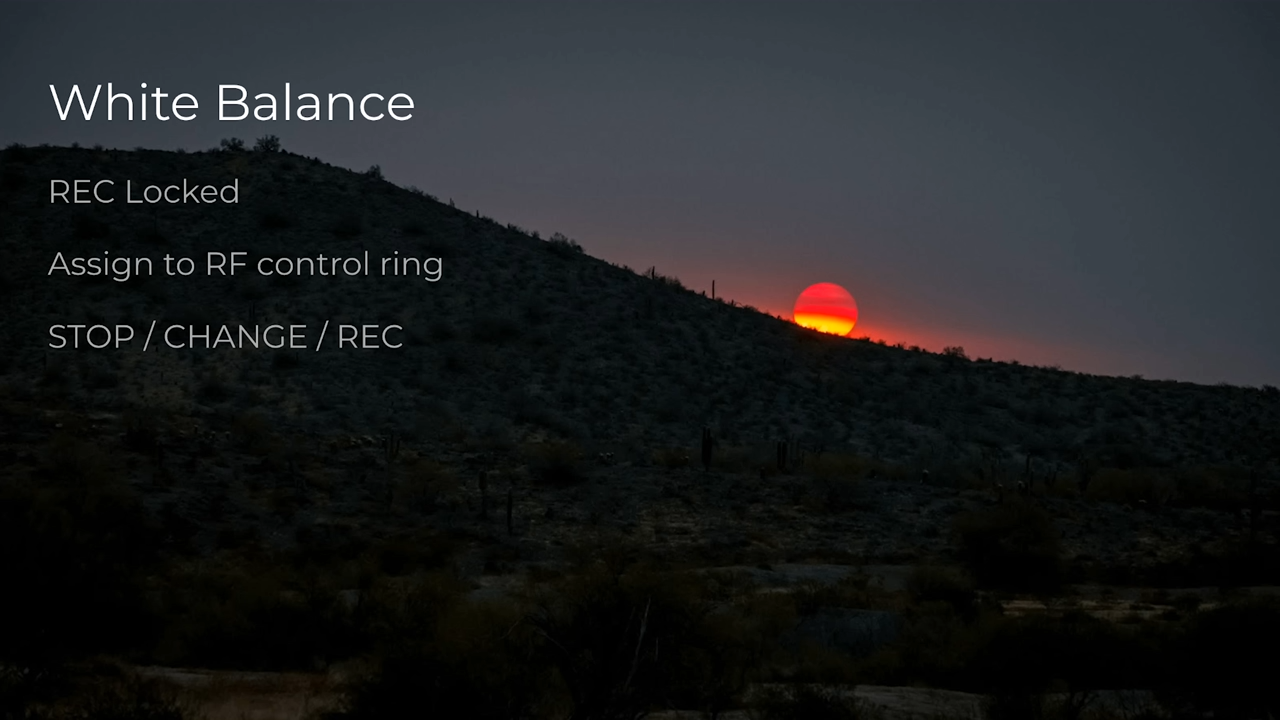 White Balance
REC Locked
Assign to RF control ring
STOP / CHANGE / REC